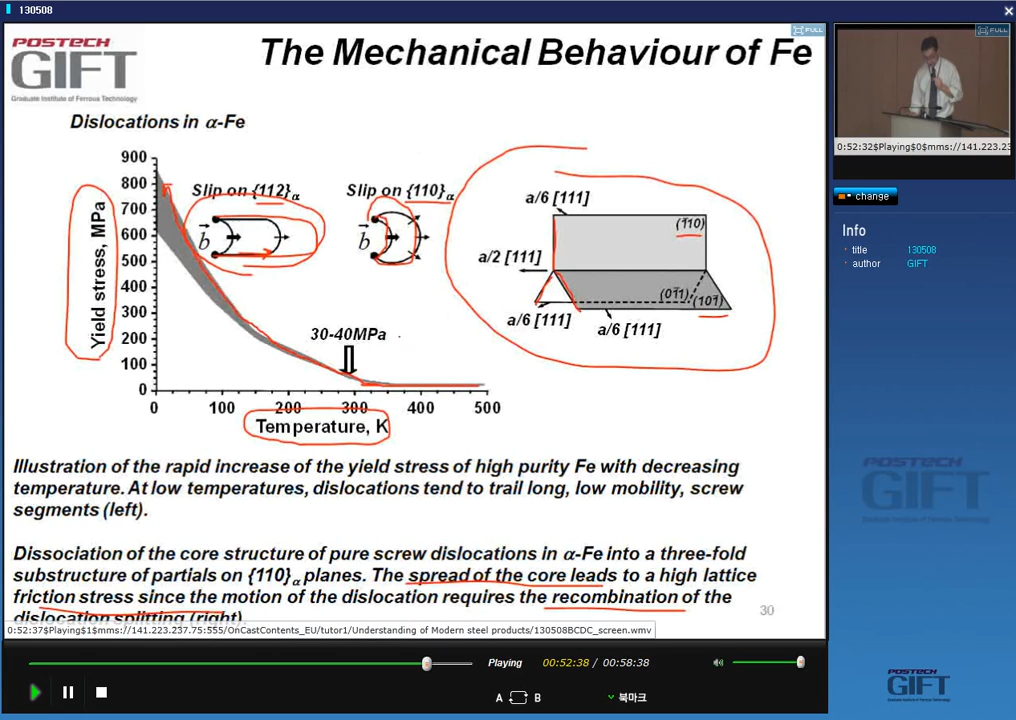 130508
FULL
POSTECH
GIFT
Graduate Institute of Ferrous Technology
The Mechanical Behaviour of Fe
Dislocations in α-Fe
Yield stress, MPa
900
800
700
600
500
400
300
200
100
0
0 100 200 300 400 500
Temperature, K
Slip on {112}α
b
Slip on {110}α
b
30-40MPa
a/6 [111]
a/2 [111]
a/6 [111]
a/6 [111]
(1̄10)
(01̄1)
(101̄)
Illustration of the rapid increase of the yield stress of high purity Fe with decreasing
temperature. At low temperatures, dislocations tend to trail long, low mobility, screw
segments (left).
Dissociation of the core structure of pure screw dislocations in α-Fe into a three-fold
substructure of partials on {110}α planes. The spread of the core leads to a high lattice
friction stress since the motion of the dislocation requires the recombination of the
dislocation splitting (right).
30
0:52:37$Playing$1$mms://141.223.237.75:555/OnCastContents_EU/tutor1/Understanding of Modern steel products/130508BCDC_screen.wmv
FULL
0:52:32$Playing$0$mms://141.223.23
change
Info
title 130508
author GIFT
POSTECH
GIFT
Playing
00:52:38 / 00:58:38
A B
북마크
POSTECH
GIFT